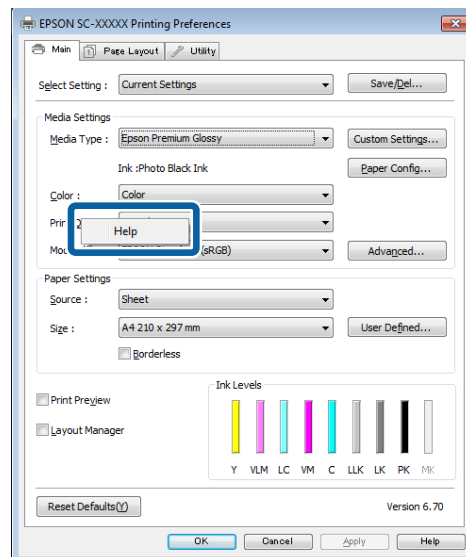 EPSON SC-XXXXX Printing Preferences
Main Page Layout Utility
Select Setting : Current Settings Save/Del...
Media Settings
Media Type : Epson Premium Glossy Custom Settings...
Ink :Photo Black Ink Paper Config...
Color : Color
Help
(sRGB) Advanced...
Paper Settings
Source : Sheet
Size : A4 210 x 297 mm User Defined...
Borderless
Print Preview
Layout Manager
Ink Levels
Y VLM LC VM C LLK LK PK MK
Reset Defaults(Y) Version 6.70
OK Cancel Apply Help